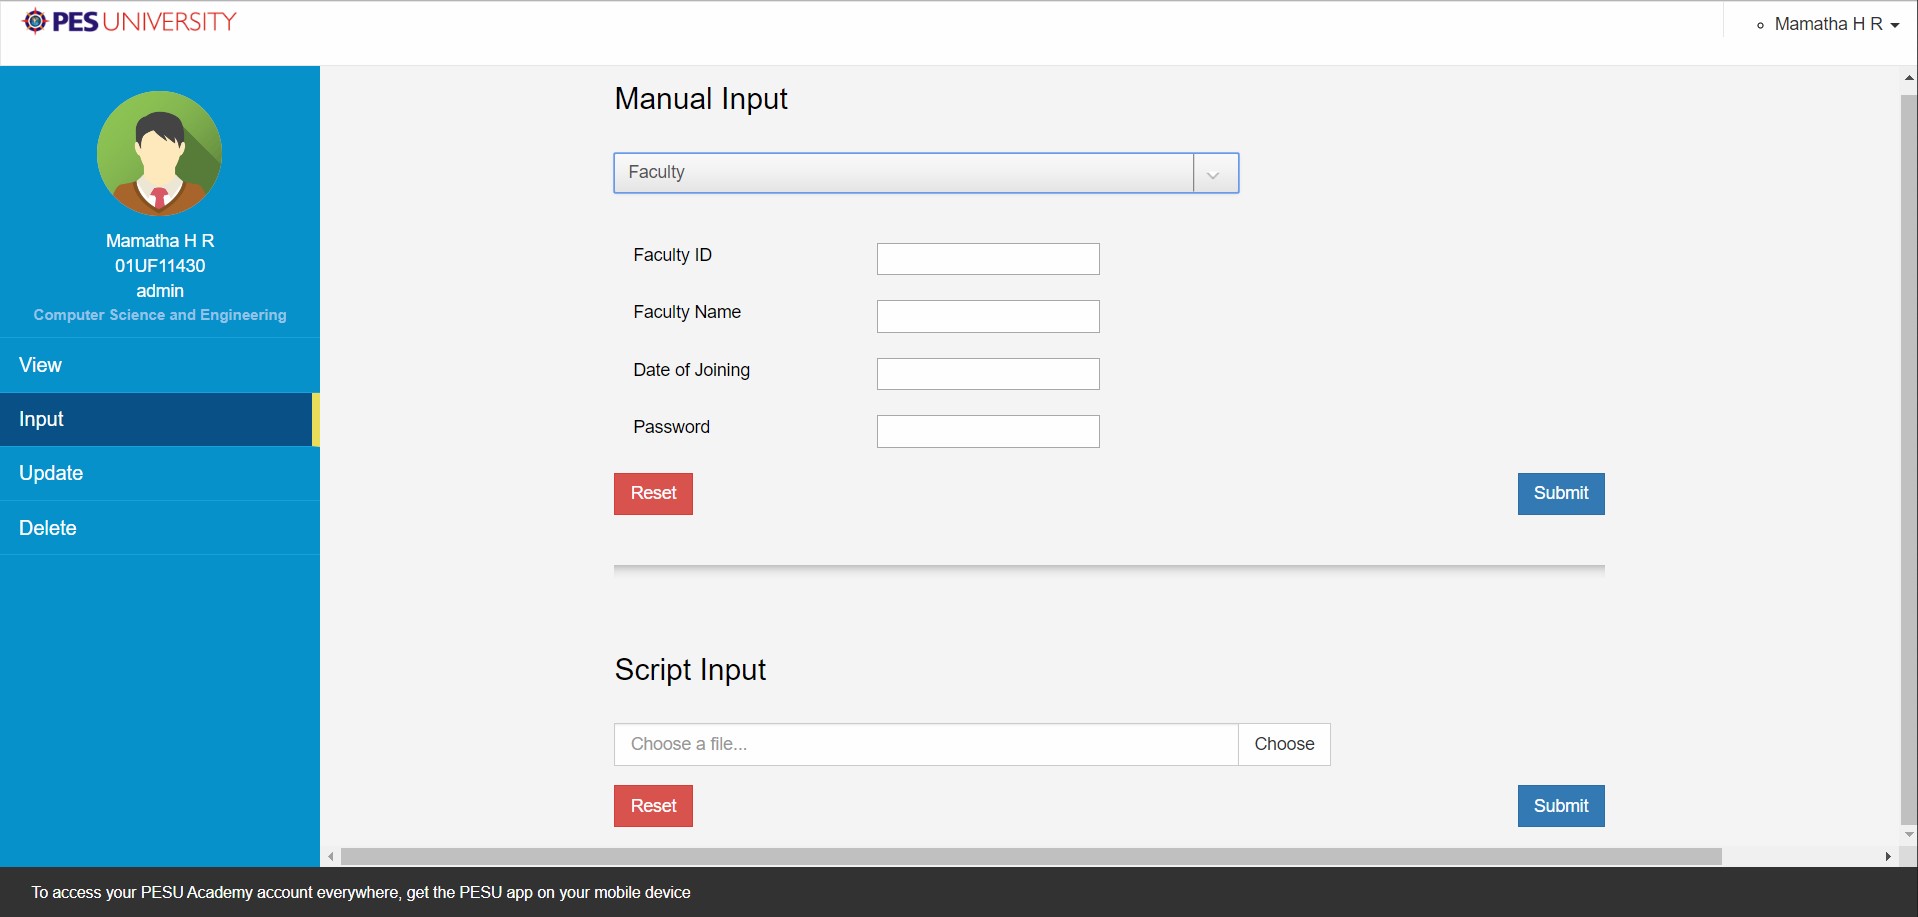 PES UNIVERSITY
Mamatha H R
Mamatha H R
01UF11430
admin
Computer Science and Engineering
View
Input
Update
Delete
Manual Input
Faculty
Faculty ID
Faculty Name
Date of Joining
Password
Reset
Submit
Script Input
Choose a file...
Choose
Reset
Submit
To access your PESU Academy account everywhere, get the PESU app on your mobile device